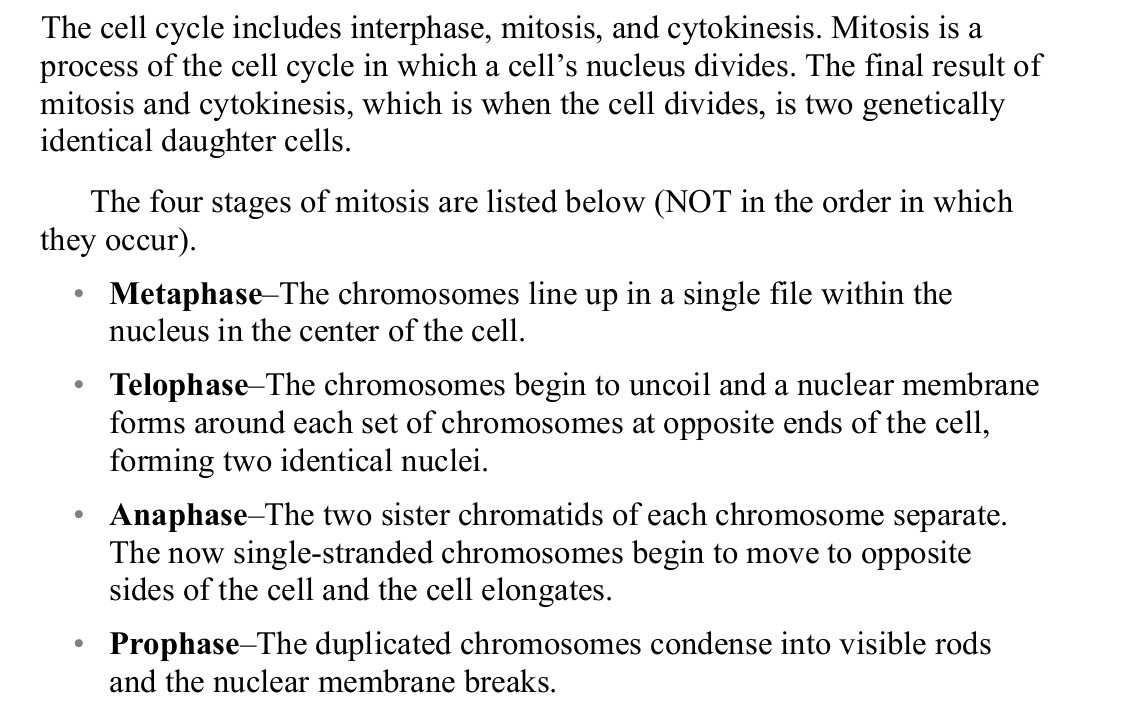 The cell cycle includes interphase, mitosis, and cytokinesis. Mitosis is a
process of the cell cycle in which a cell's nucleus divides. The final result of
mitosis and cytokinesis, which is when the cell divides, is two genetically
identical daughter cells.
The four stages of mitosis are listed below (NOT in the order in which
they occur).
• Metaphase–The chromosomes line up in a single file within the
nucleus in the center of the cell.
• Telophase–The chromosomes begin to uncoil and a nuclear membrane
forms around each set of chromosomes at opposite ends of the cell,
forming two identical nuclei.
• Anaphase–The two sister chromatids of each chromosome separate.
The now single-stranded chromosomes begin to move to opposite
sides of the cell and the cell elongates.
• Prophase–The duplicated chromosomes condense into visible rods
and the nuclear membrane breaks.